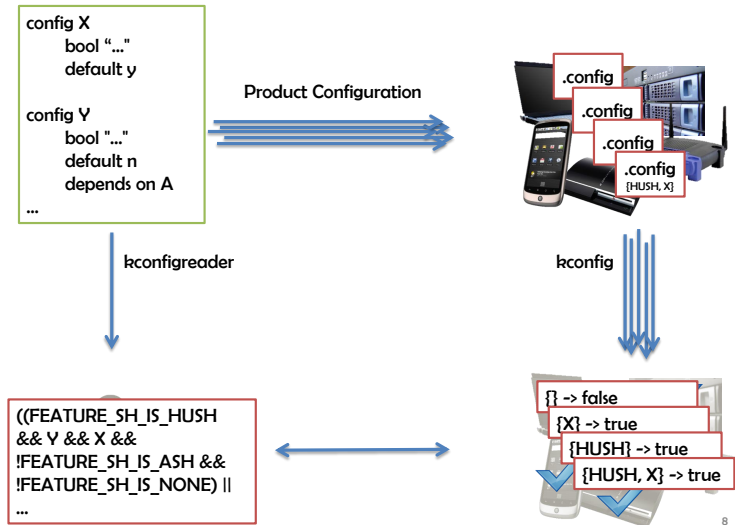 config X
bool “..."
default y
config Y
bool "..."
default n
depends on A
...
Product Configuration
.config
.config
.config
.config
{HUSH, X}
kconfigreader
kconfig
((FEATURE_SH_IS_HUSH
&& Y && X &&
!FEATURE_SH_IS_ASH &&
!FEATURE_SH_IS_NONE) ||
...
{} -> false
{X} -> true
{HUSH} -> true
{HUSH, X} -> true
8